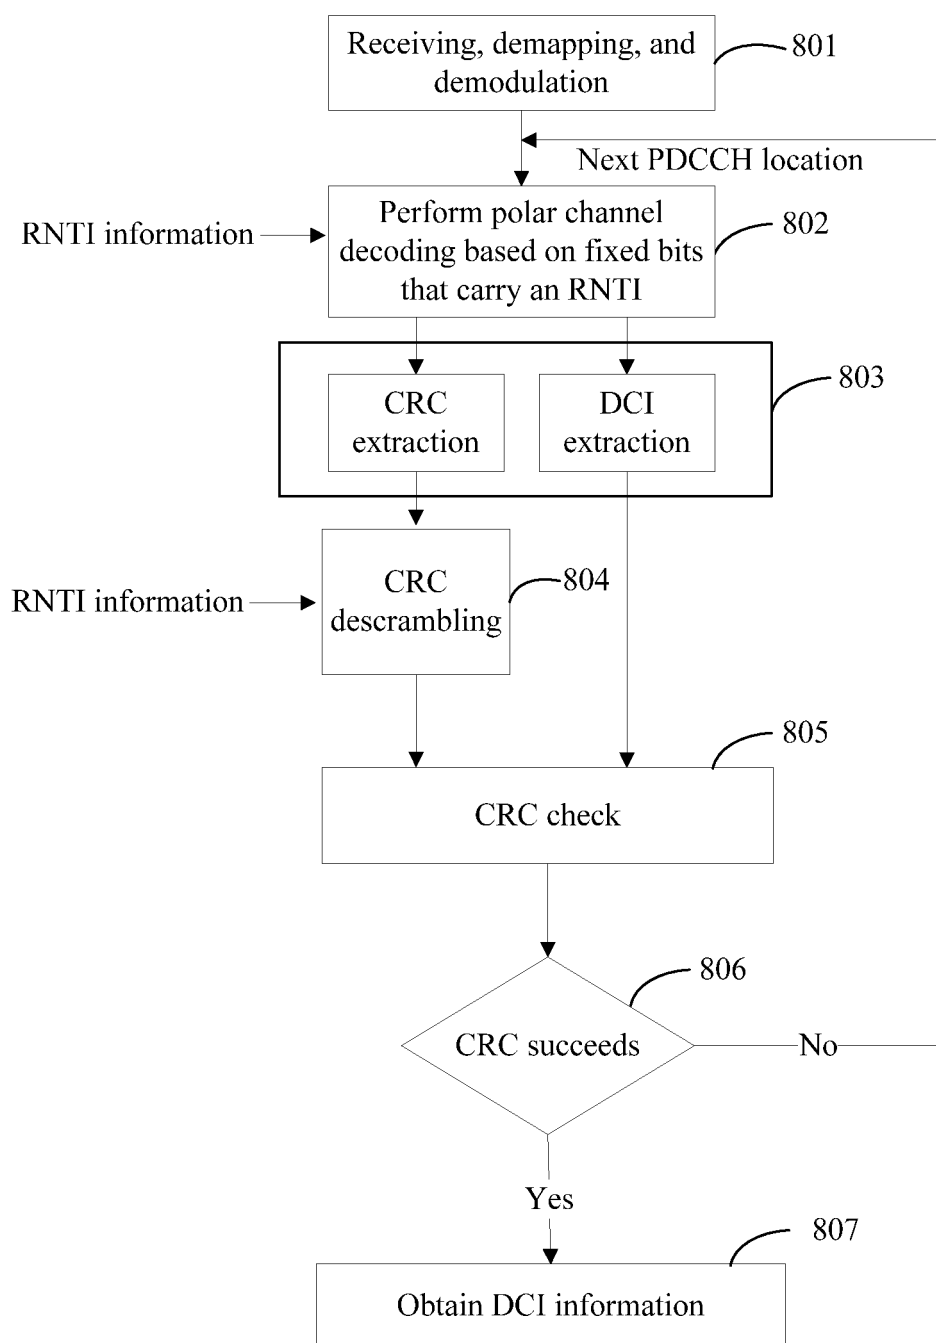 Receiving, demapping, and
demodulation
801
Next PDCCH location
RNTI information
Perform polar channel
decoding based on fixed bits
that carry an RNTI
802
803
CRC
extraction
DCI
extraction
RNTI information
CRC
descrambling
804
805
CRC check
806
CRC succeeds
No
Yes
807
Obtain DCI information